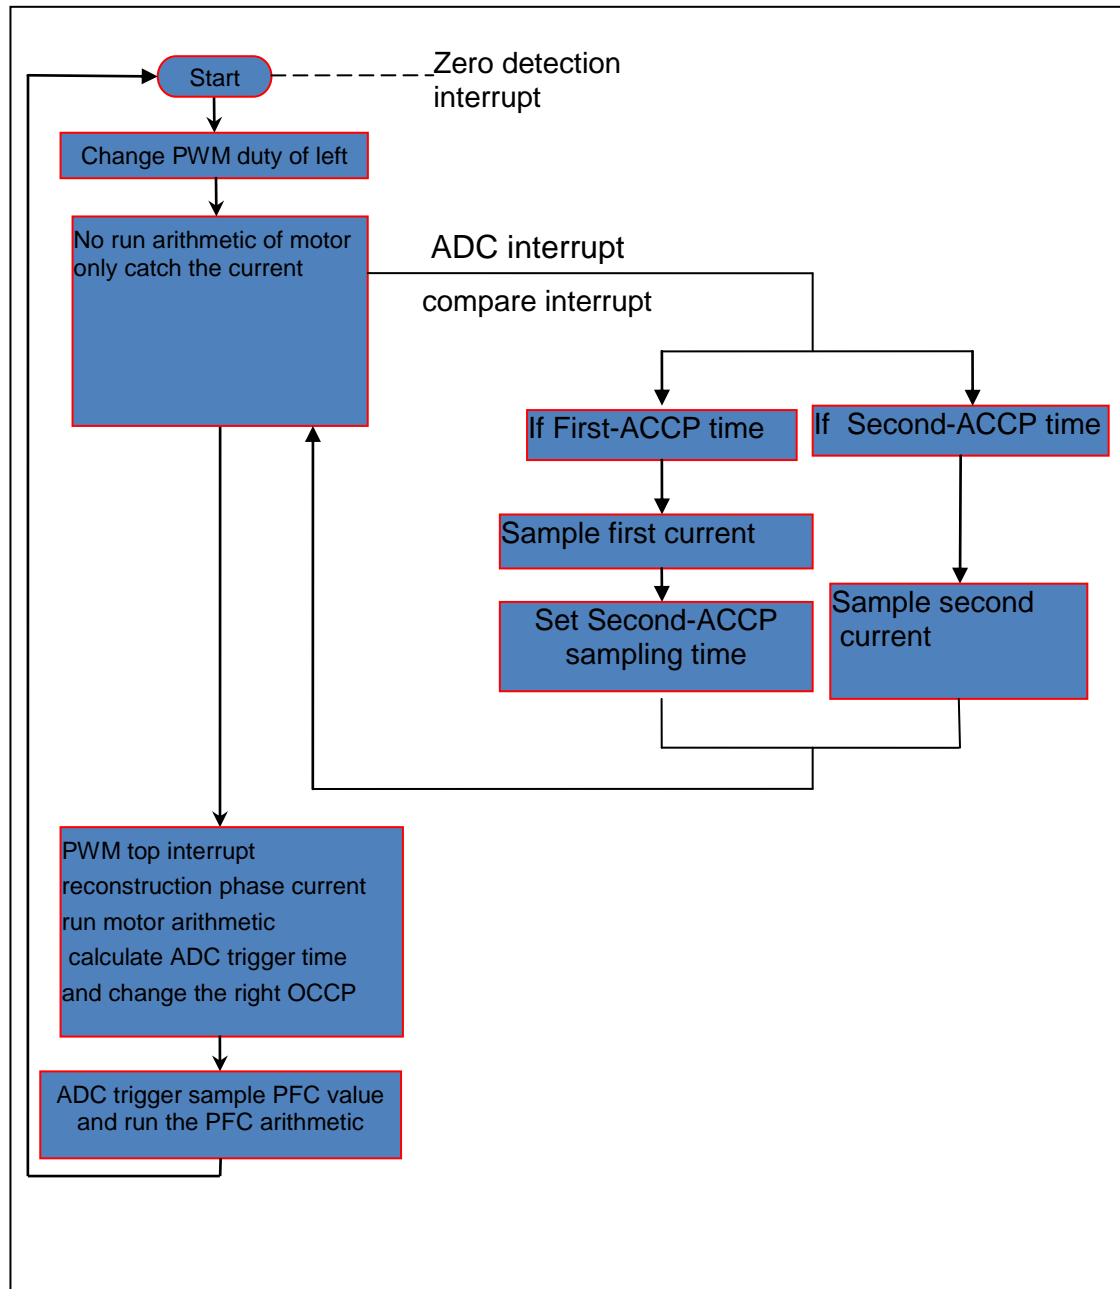 Start
Zero detection
interrupt
Change PWM duty of left
No run arithmetic of motor
only catch the current
ADC interrupt
compare interrupt
If First-ACCP time
If Second-ACCP time
Sample first current
Set Second-ACCP
sampling time
Sample second
current
PWM top interrupt
reconstruction phase current
run motor arithmetic
calculate ADC trigger time
and change the right OCCP
ADC trigger sample PFC value
and run the PFC arithmetic